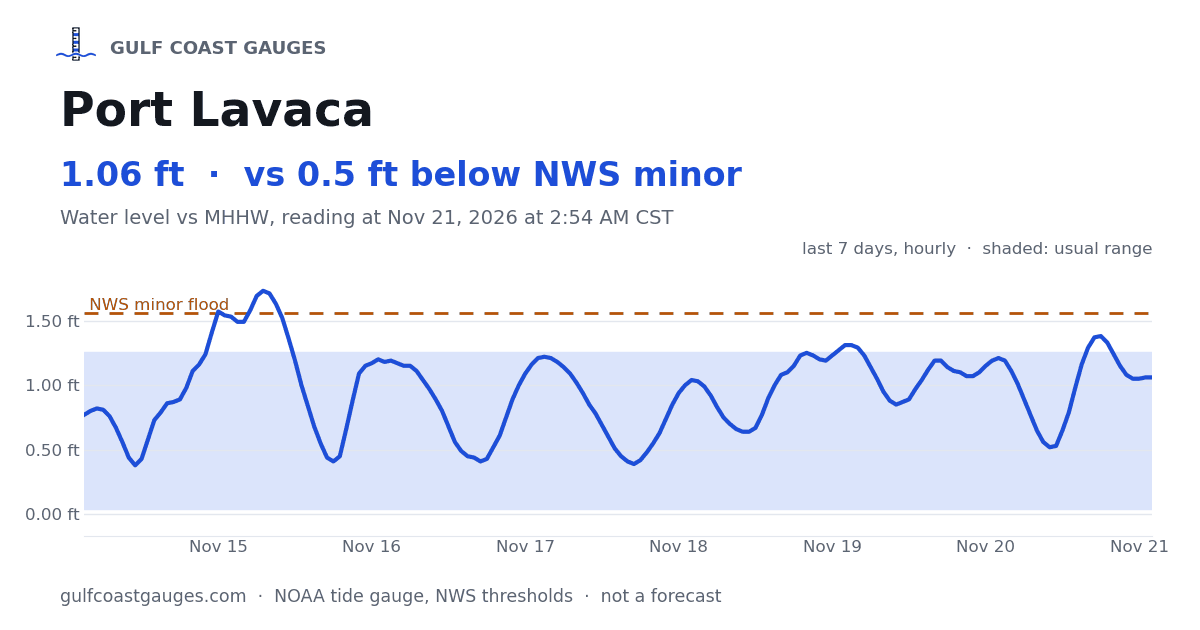 GULF COAST GAUGES
Port Lavaca
1.06 ft · vs 0.5 ft below NWS minor
Water level vs MHHW, reading at Nov 21, 2026 at 2:54 AM CST
last 7 days, hourly · shaded: usual range
NWS minor flood
1.50 ft
1.00 ft
0.50 ft
0.00 ft
Nov 15 Nov 16 Nov 17 Nov 18 Nov 19 Nov 20 Nov 21
gulfcoastgauges.com · NOAA tide gauge, NWS thresholds · not a forecast